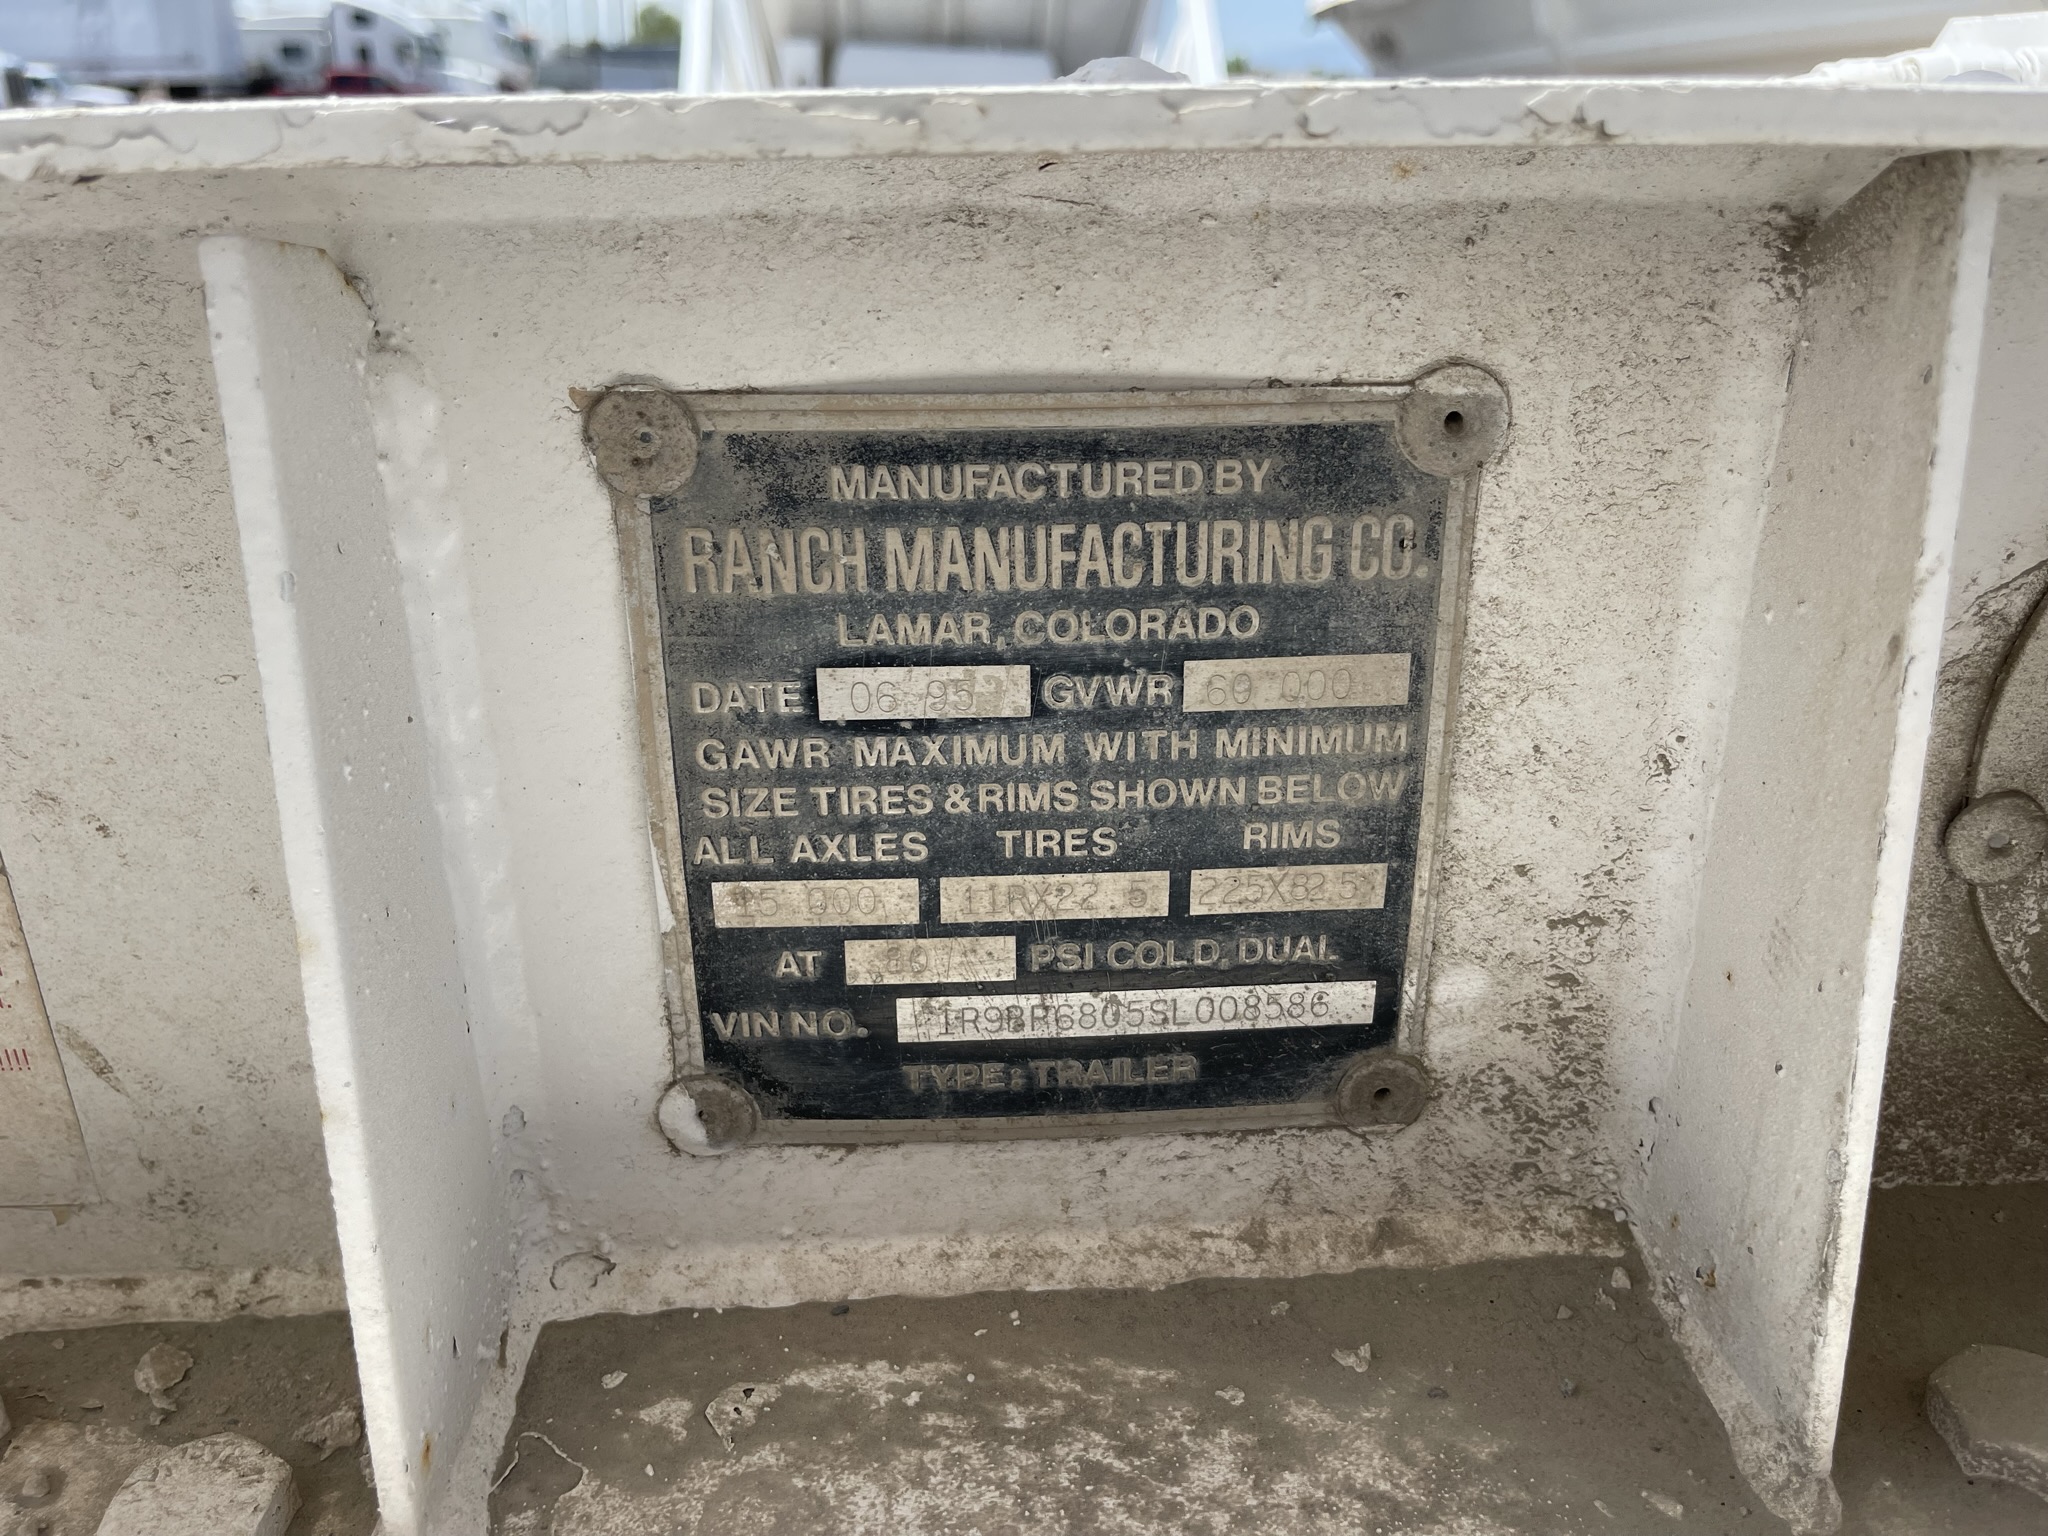 MANUFACTURED BY
RANCH MANUFACTURING CO.
LAMAR, COLORADO
DATE 06 95 GVWR 60 000
GAWR MAXIMUM WITH MINIMUM
SIZE TIRES & RIMS SHOWN BELOW
ALL AXLES TIRES RIMS
15 000 11RX22 5 225X825
AT 80 PSI COLD, DUAL
VIN NO. 1R9BP6805SL008586
TYPE: TRAILER